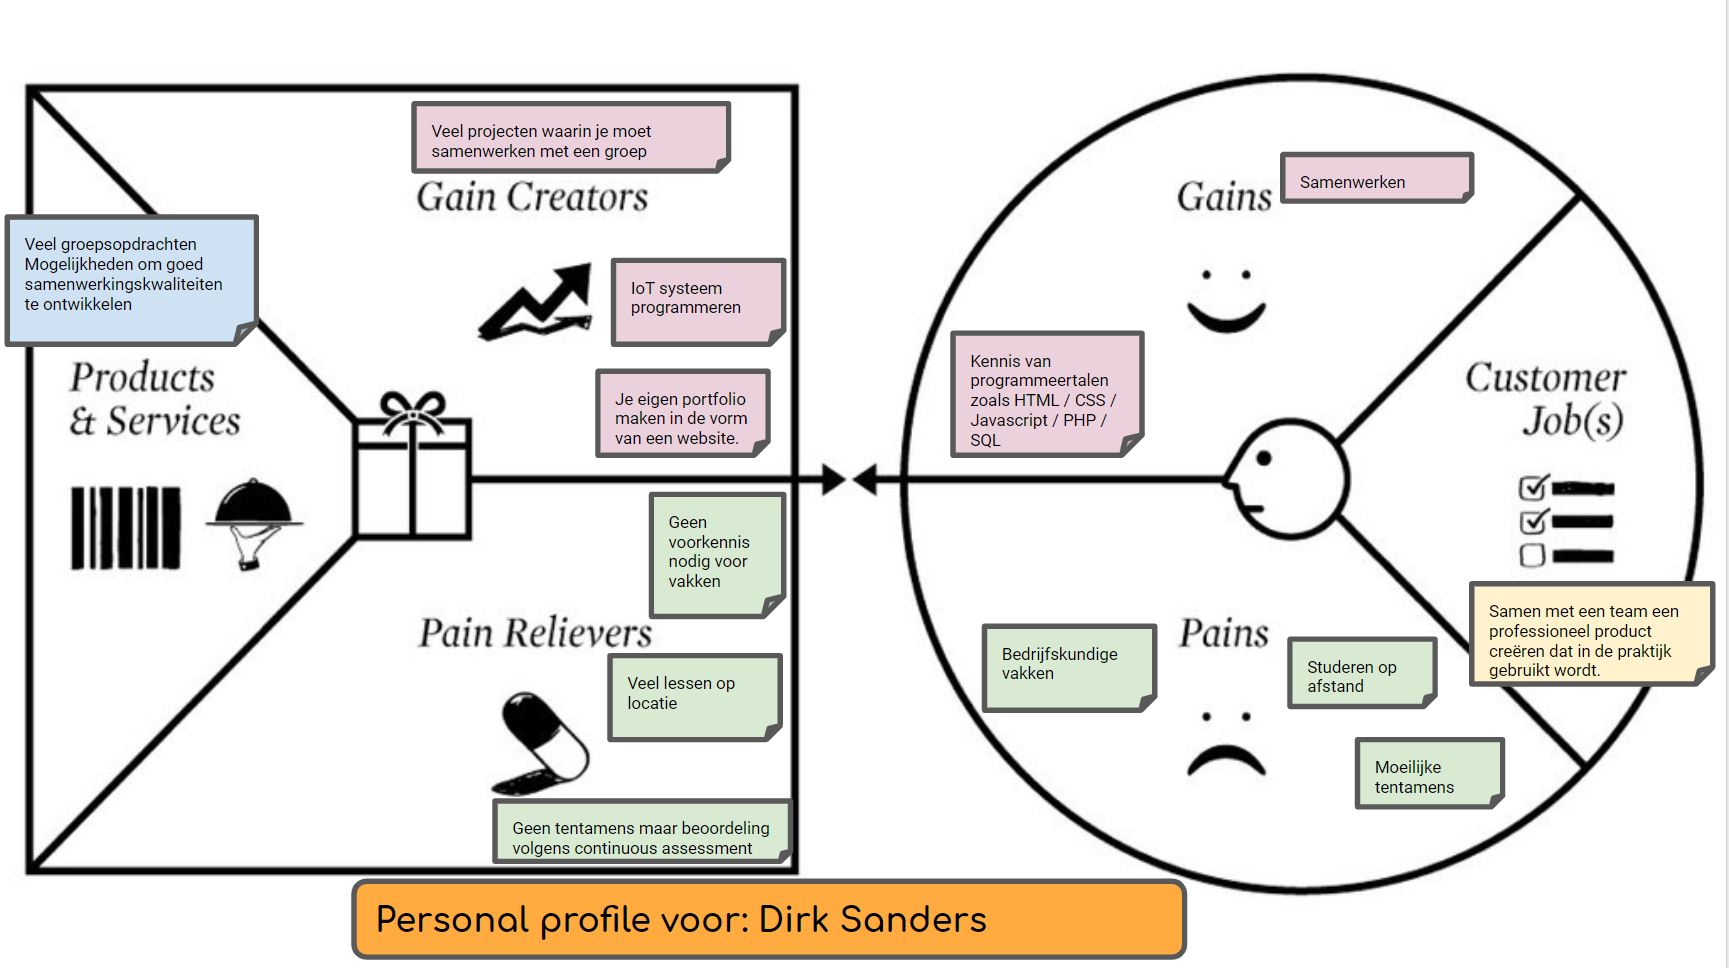 Veel projecten waarin je moet
samenwerken met een groep
Gain Creators
Veel groepsopdrachten
Mogelijkheden om goed
samenwerkingskwaliteiten
te ontwikkelen
IoT systeem
programmeren
Products
& Services
Je eigen portfolio
maken in de vorm
van een website.
Geen
voorkennis
nodig voor
vakken
Pain Relievers
Veel lessen op
locatie
Geen tentamens maar beoordeling
volgens continuous assessment
Gains
Samenwerken
Kennis van
programmeertalen
zoals HTML / CSS /
Javascript / PHP /
SQL
Customer
Job(s)
Samen met een team een
professioneel product
creëren dat in de praktijk
gebruikt wordt.
Pains
Bedrijfskundige
vakken
Studeren op
afstand
Moeilijke
tentamens
Personal profile voor: Dirk Sanders